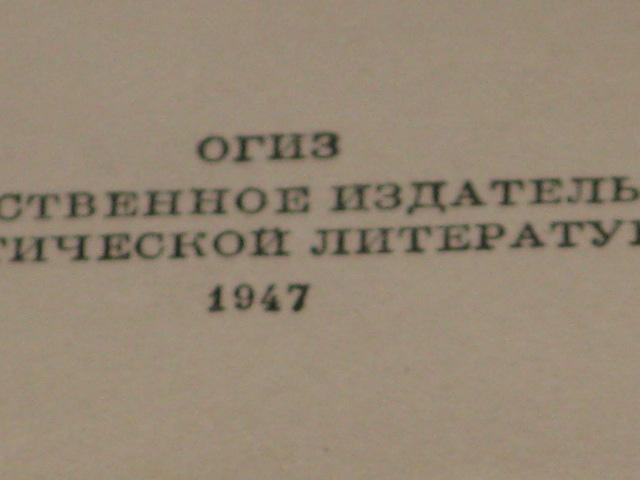 ОГИЗ
СТВЕННОЕ ИЗДАТЕЛЬ
ТИЧЕСКОЙ ЛИТЕРАТУ
1947